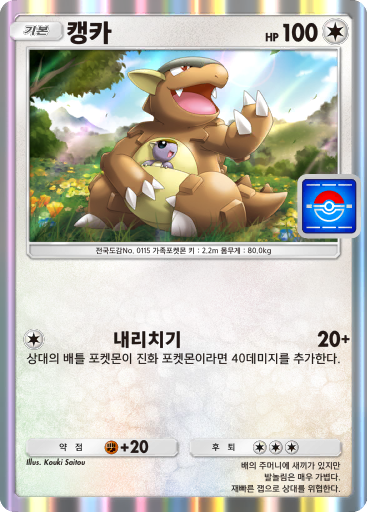 기본 캥카 HP 100
전국도감No. 0115 가족포켓몬 키 : 2.2m 몸무게 : 80.0kg
내리치기 20+
상대의 배틀 포켓몬이 진화 포켓몬이라면 40데미지를 추가한다.
약점 +20 후퇴
Illus. Kouki Saitou
배의 주머니에 새끼가 있지만
발놀림은 매우 가볍다.
재빠른 잽으로 상대를 위협한다.